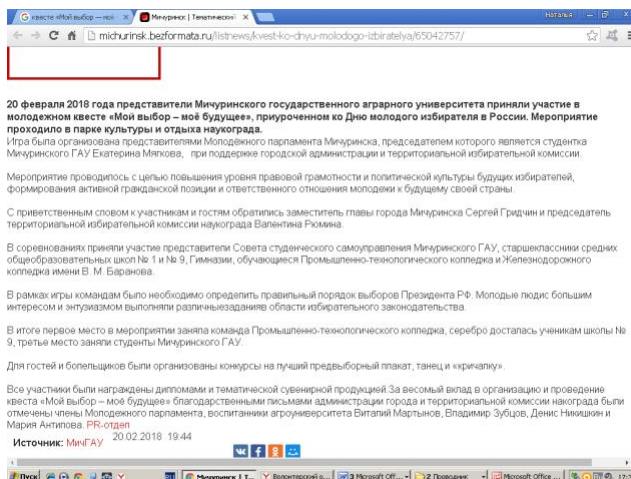 квесте «Мой выбор – мой
Мичуринск | Тематический
Наталья
michurinsk.bezformata.ru/listnews/kvest-ko-dnyu-molodogo-izbiratelya/65042757/
20 февраля 2018 года представители Мичуринского государственного аграрного университета приняли участие в
молодежном квесте «Мой выбор – моё будущее», приуроченном ко Дню молодого избирателя в России. Мероприятие
проходило в парке культуры и отдыха наукограда.
Игра была организована представителями Молодёжного парламента Мичуринска, председателем которого является студентка
Мичуринского ГАУ Екатерина Мягкова, при поддержке городской администрации и территориальной избирательной комиссии.
Мероприятие проводилось с целью повышения уровня правовой грамотности и политической культуры будущих избирателей,
формирования активной гражданской позиции и ответственного отношения молодежи к будущему своей страны.
С приветственным словом к участникам и гостям обратились заместитель главы города Мичуринска Сергей Гридчин и председатель
территориальной избирательной комиссии наукограда Валентина Рюмина.
В соревнованиях приняли участие представители Совета студенческого самоуправления Мичуринского ГАУ, старшеклассники средних
общеобразовательных школ № 1 и № 9, Гимназии, обучающиеся Промышленно-технологического колледжа и Железнодорожного
колледжа имени В. М. Баранова.
В рамках игры командам было необходимо определить правильный порядок выборов Президента РФ. Молодые людис большим
интересом и энтузиазмом выполняли различныезаданияв области избирательного законодательства.
В итоге первое место в мероприятии заняла команда Промышленно-технологического колледжа, серебро досталась ученикам школы №
9, третье место заняли студенты Мичуринского ГАУ.
Для гостей и болельщиков были организованы конкурсы на лучший предвыборный плакат, танец и «кричалку».
Все участники были награждены дипломами и тематической сувенирной продукцией.За весомый вклад в организацию и проведение
квеста «Мой выбор – моё будущее» благодарственными письмами администрации города и территориальной комиссии накограда были
отмечены члены Молодежного парламента, воспитанники агроуниверситета Виталий Мартынов, Владимир Зубцов, Денис Никишкин и
Мария Антипова. PR-отдел
Источник: МичГАУ 20.02.2018 19:44
Пуск
Мичуринск | Т...
Волонтерский о...
3 Microsoft Off...
2 Проводник
Microsoft Office ...